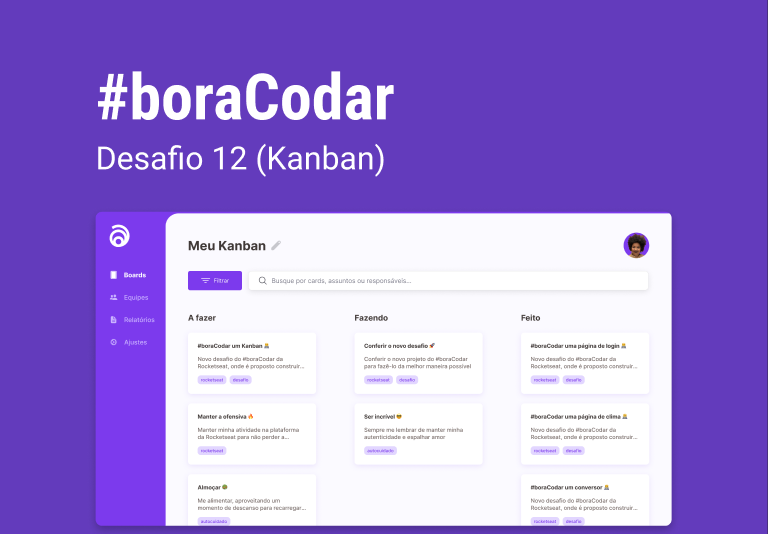 #boraCodar
Desafio 12 (Kanban)
Boards
Equipes
Relatórios
Ajustes
Meu Kanban
Filtrar
Busque por cards, assuntos ou responsáveis...
A fazer
#boraCodar um Kanban
Novo desafio do #boraCodar da
Rocketseat, onde é proposto construir...
rocketseat desafio
Manter a ofensiva 🔥
Manter minha atividade na plataforma
da Rocketseat para não perder a...
rocketseat
Almoçar
Me alimentar, aproveitando um
momento de descanso para recarregar...
autocuidado
Fazendo
Conferir o novo desafio 🚀
Conferir o novo projeto do #boraCodar
para fazê-lo da melhor maneira possível
rocketseat desafio
Ser incrível 😎
Sempre me lembrar de manter minha
autenticidade e espalhar amor
autocuidado
Feito
#boraCodar uma página de login
Novo desafio do #boraCodar da
Rocketseat, onde é proposto construir...
rocketseat desafio
#boraCodar uma página de clima
Novo desafio do #boraCodar da
Rocketseat, onde é proposto construir...
rocketseat desafio
#boraCodar um conversor
Novo desafio do #boraCodar da
Rocketseat, onde é proposto construir...
rocketseat desafio